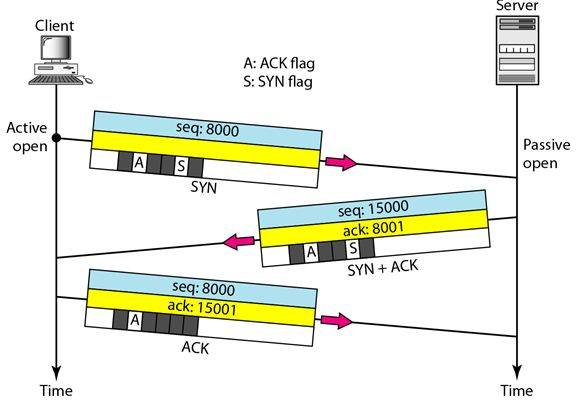 Client
Server
A: ACK flag
S: SYN flag
Active
open
Passive
open
seq: 8000
A S
SYN
seq: 15000
ack: 8001
A S
SYN + ACK
seq: 8000
ack: 15001
A
ACK
Time
Time